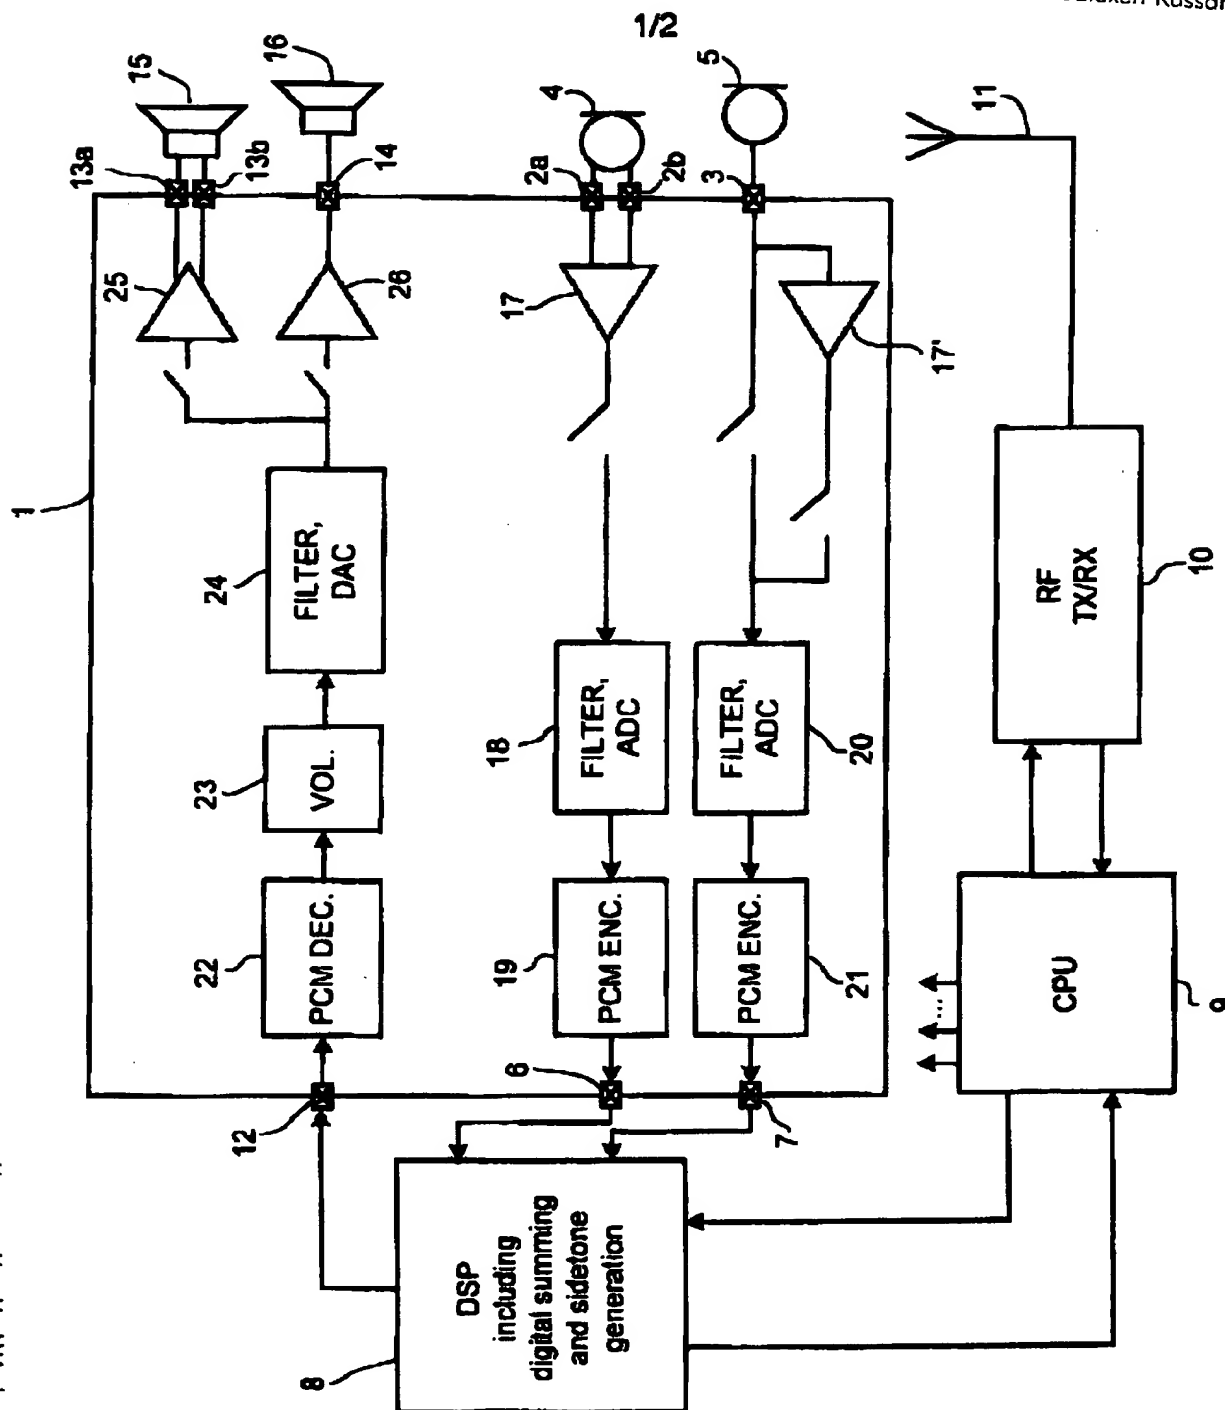 1/2
15
16
13a
13b
14
4
5
2a
2b
3
11
25
26
17
17'
1
24
FILTER,
DAC
23
VOL.
22
PCM DEC.
18
FILTER,
ADC
20
FILTER,
ADC
19
PCM ENC.
21
PCM ENC.
12
6
7
10
RF
TX/RX
CPU
...
9
8
DSP
including
digital summing
and sidetone
generation